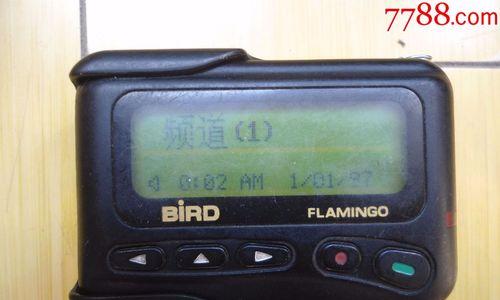 7788.com
频道(1)
0:02 AM 1/01/97
BiRD FLAMINGO